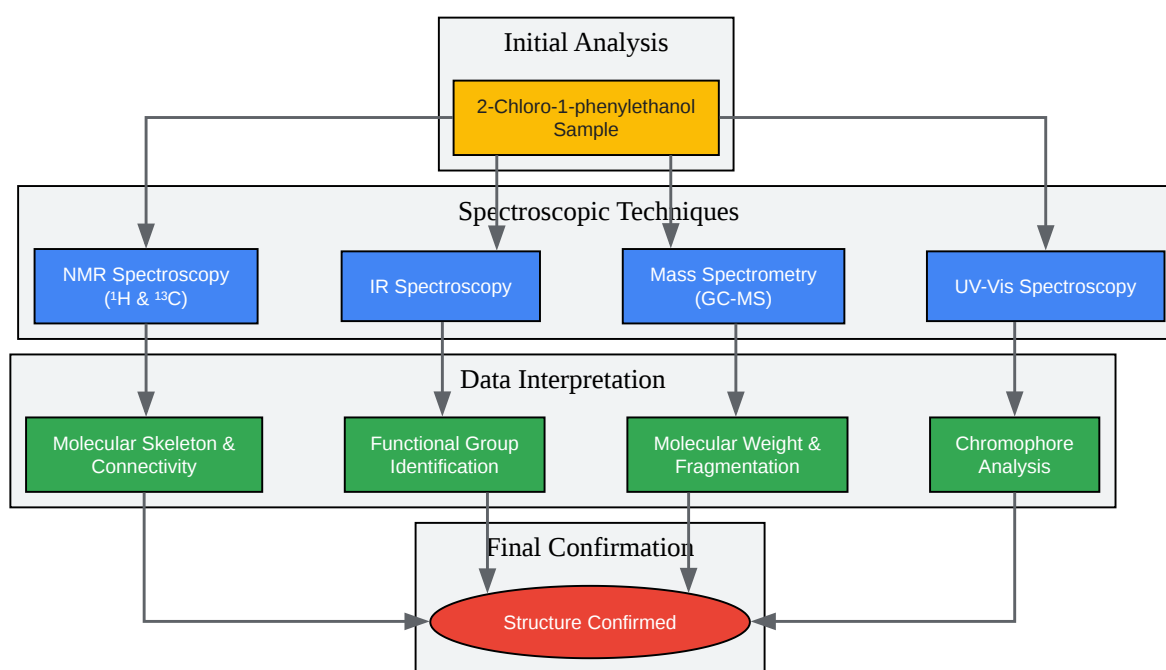 Initial Analysis
2-Chloro-1-phenylethanol
Sample
Spectroscopic Techniques
NMR Spectroscopy
(¹H & ¹³C)
IR Spectroscopy
Mass Spectrometry
(GC-MS)
UV-Vis Spectroscopy
Data Interpretation
Molecular Skeleton &
Connectivity
Functional Group
Identification
Molecular Weight &
Fragmentation
Chromophore
Analysis
Final Confirmation
Structure Confirmed